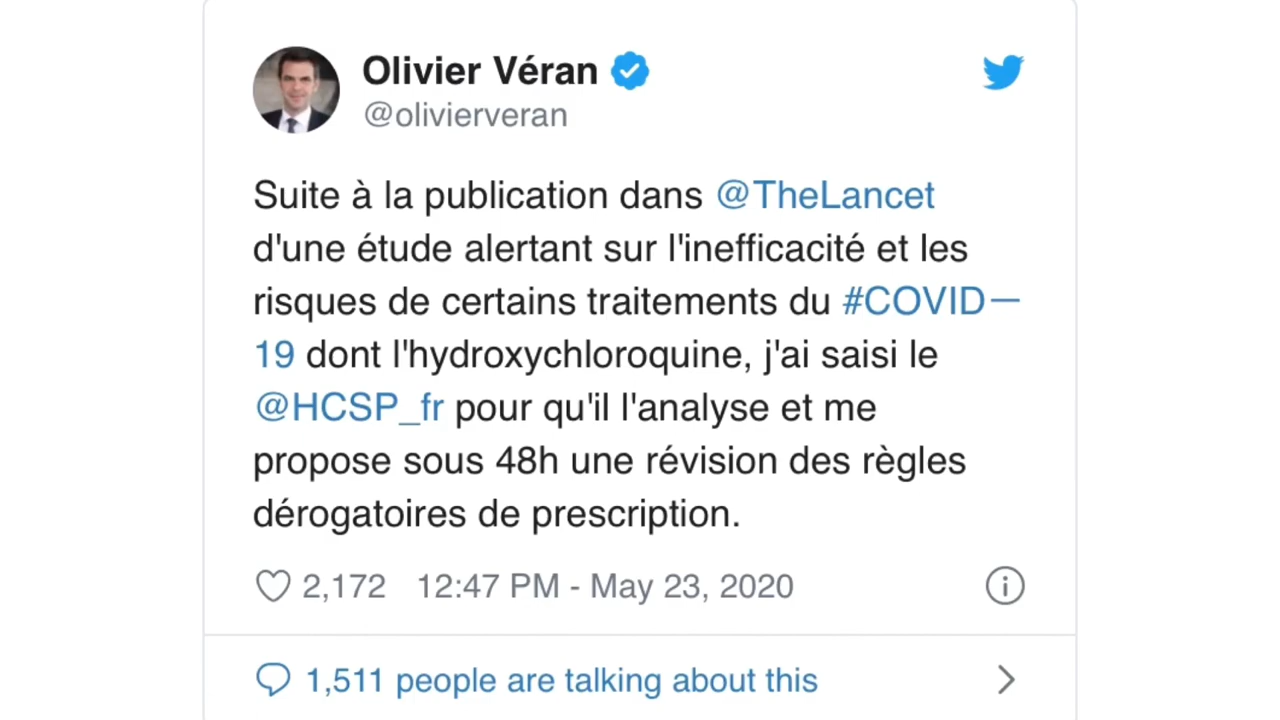 Olivier Véran
@olivierveran
Suite à la publication dans @TheLancet
d'une étude alertant sur l'inefficacité et les
risques de certains traitements du #COVID—
19 dont l'hydroxychloroquine, j'ai saisi le
@HCSP_fr pour qu'il l'analyse et me
propose sous 48h une révision des règles
dérogatoires de prescription.
2,172 12:47 PM - May 23, 2020
1,511 people are talking about this